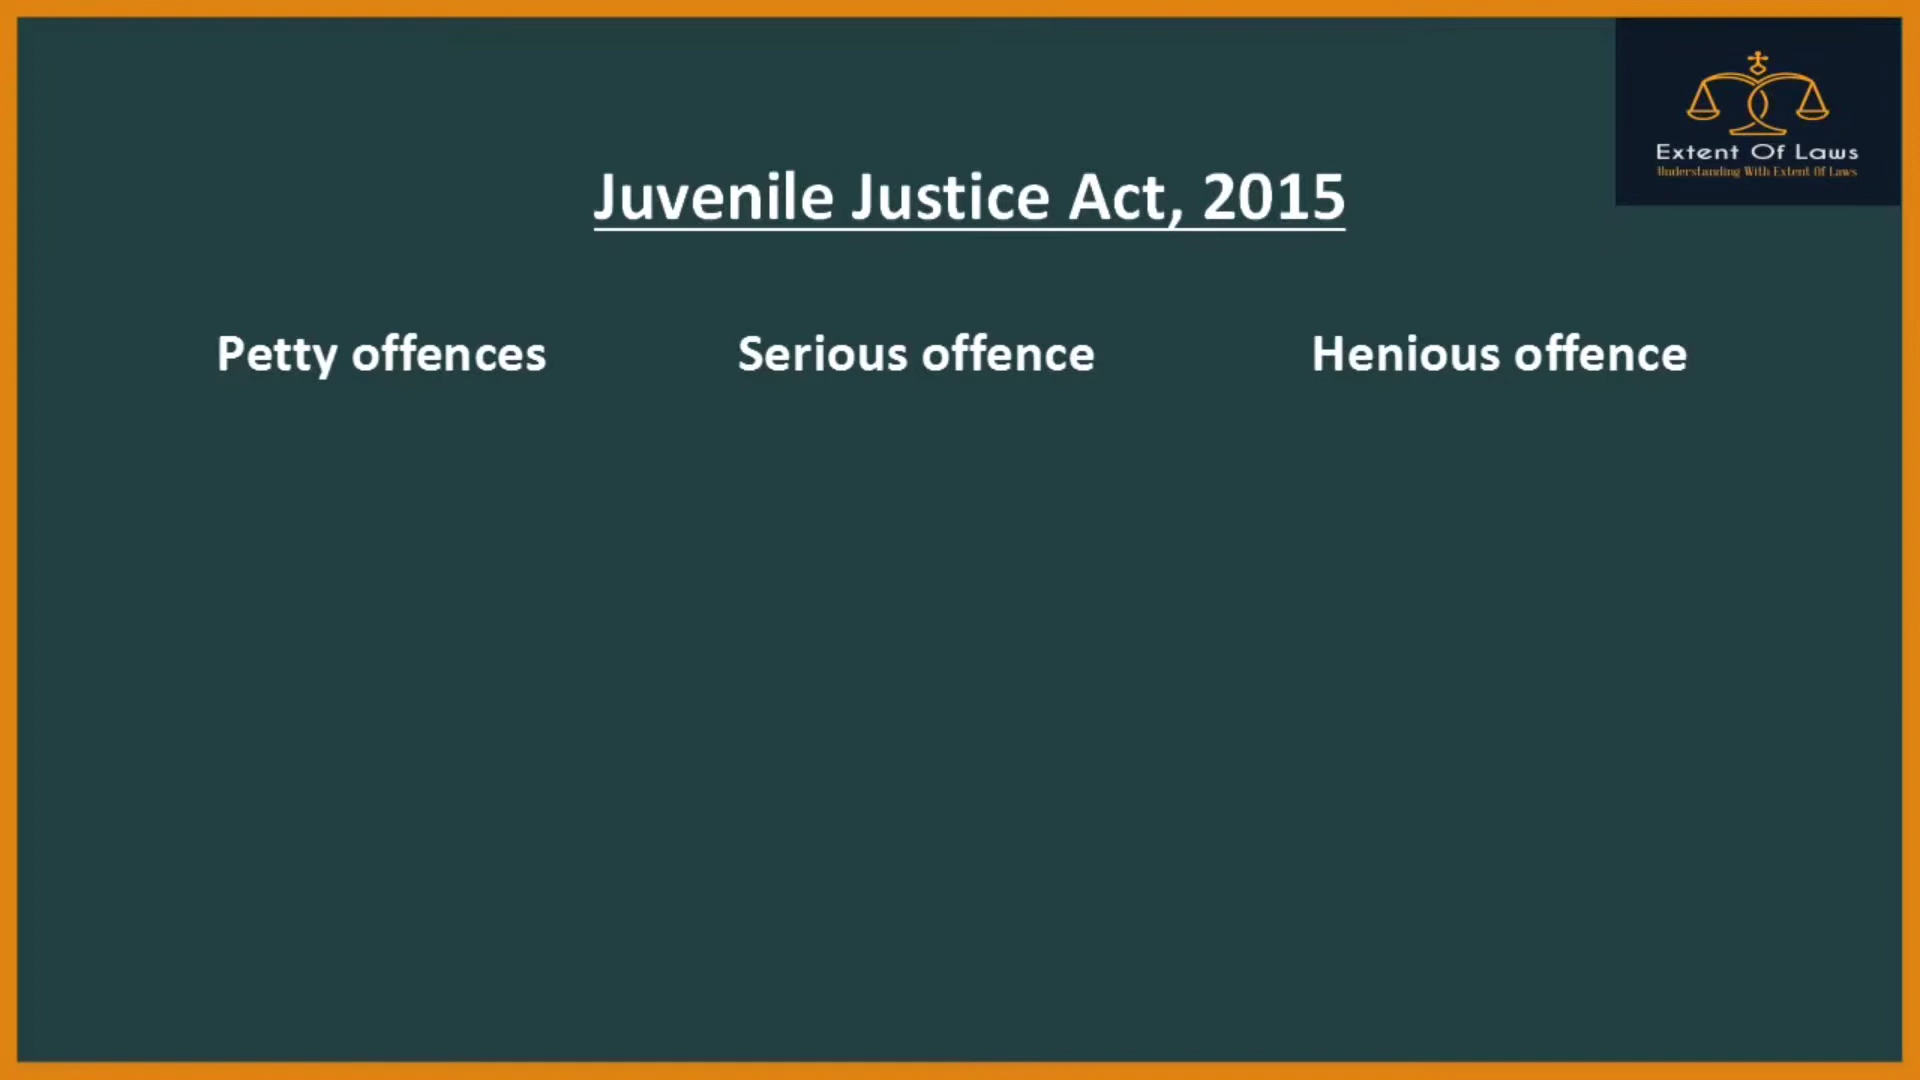 Extent Of Laws
Understanding With Extent Of Laws
Juvenile Justice Act, 2015
Petty offences
Serious offence
Henious offence